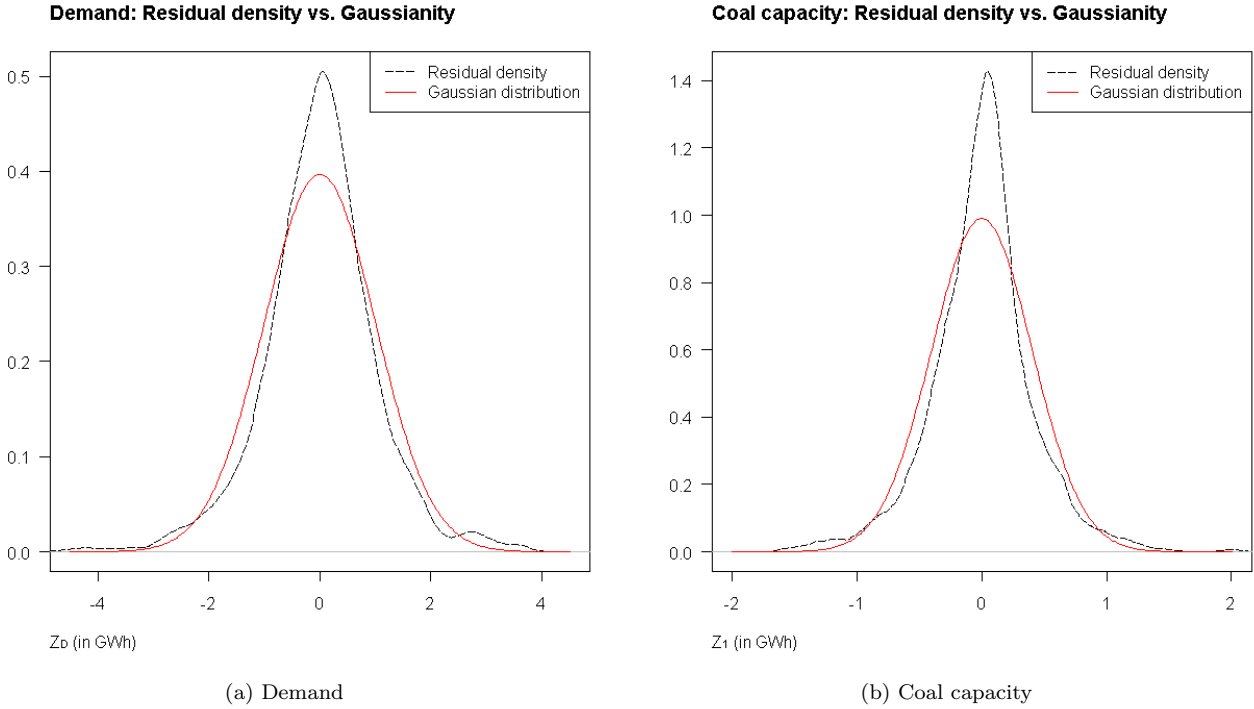 Demand: Residual density vs. Gaussianity
Residual density
Gaussian distribution
0.5
0.4
0.3
0.2
0.1
0.0
-4 -2 0 2 4
ZD (in GWh)
(a) Demand
Coal capacity: Residual density vs. Gaussianity
Residual density
Gaussian distribution
1.4
1.2
1.0
0.8
0.6
0.4
0.2
0.0
-2 -1 0 1 2
Z1 (in GWh)
(b) Coal capacity